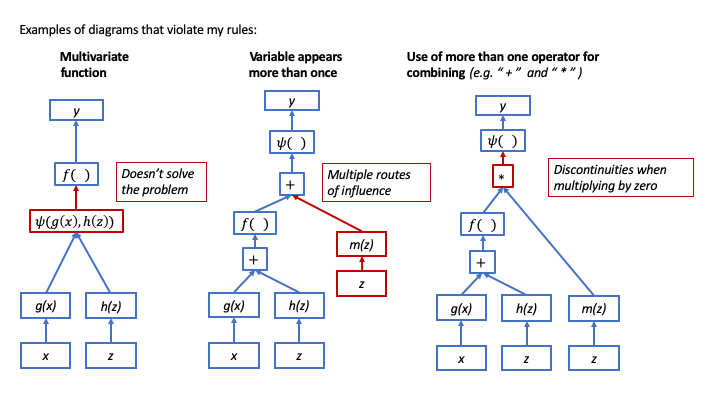 Examples of diagrams that violate my rules:
Multivariate
function
y
f( )
ψ(g(x),h(z))
g(x)
h(z)
x
z
Doesn't solve
the problem
Variable appears
more than once
y
ψ( )
+
f( )
+
g(x)
h(z)
x
z
m(z)
z
Multiple routes
of influence
Use of more than one operator for
combining (e.g. "+" and "*")
y
ψ( )
*
f( )
+
g(x)
h(z)
m(z)
x
z
z
Discontinuities when
multiplying by zero